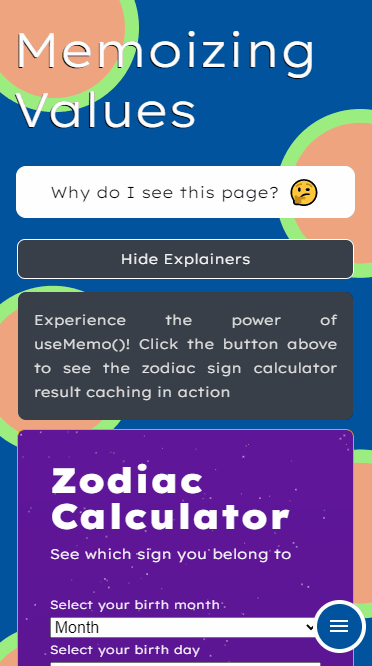 Memoizing
Values
Why do I see this page?
Hide Explainers
Experience the power of
useMemo()! Click the button above
to see the zodiac sign calculator
result caching in action
Zodiac
Calculator
See which sign you belong to
Select your birth month
Month
Select your birth day